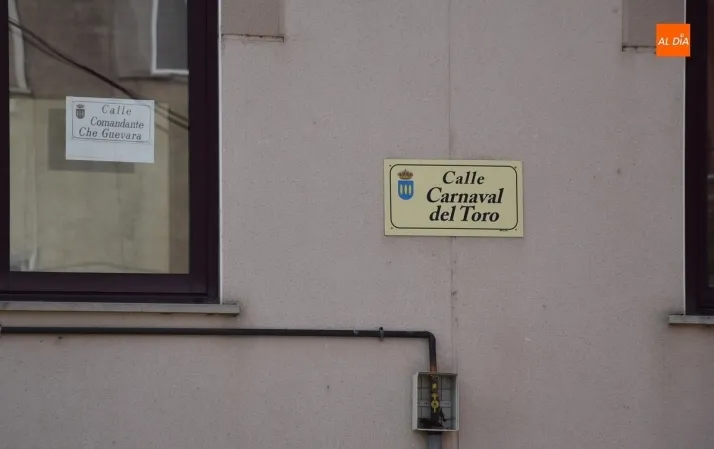 Calle
Comandante
Che Guevara
Calle
Carnaval
del Toro
AL DÍA